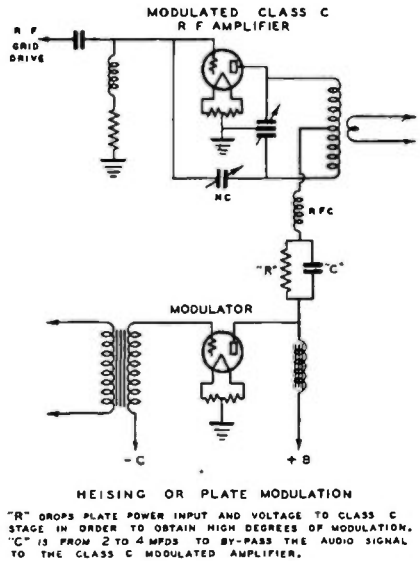 MODULATED CLASS C
R F AMPLIFIER
R F
GRID
DRIVE
NC
RFC
"R"
"C"
MODULATOR
-C
+B
HEISING OR PLATE MODULATION
"R" DROPS PLATE POWER INPUT AND VOLTAGE TO CLASS C
STAGE IN ORDER TO OBTAIN HIGH DEGREES OF MODULATION.
"C" IS FROM 2 TO 4 MFDS TO BY-PASS THE AUDIO SIGNAL
TO THE CLASS C MODULATED AMPLIFIER.